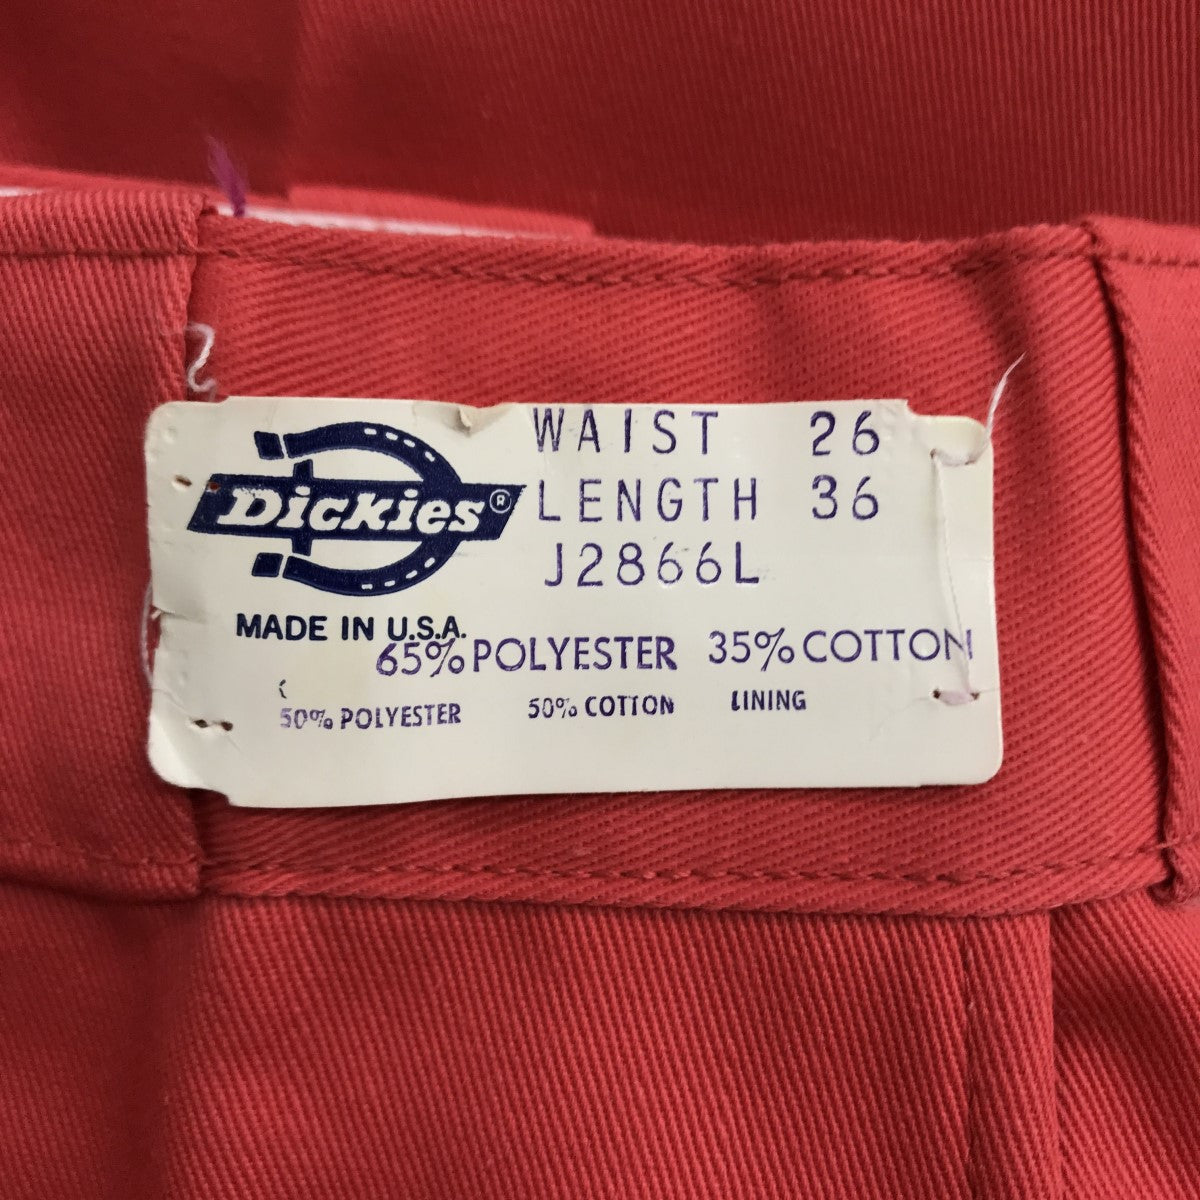 WAIST 26
LENGTH 36
Dickies®
J2866L
MADE IN U.S.A.
65% POLYESTER 35% COTTON
50% POLYESTER 50% COTTON LINING